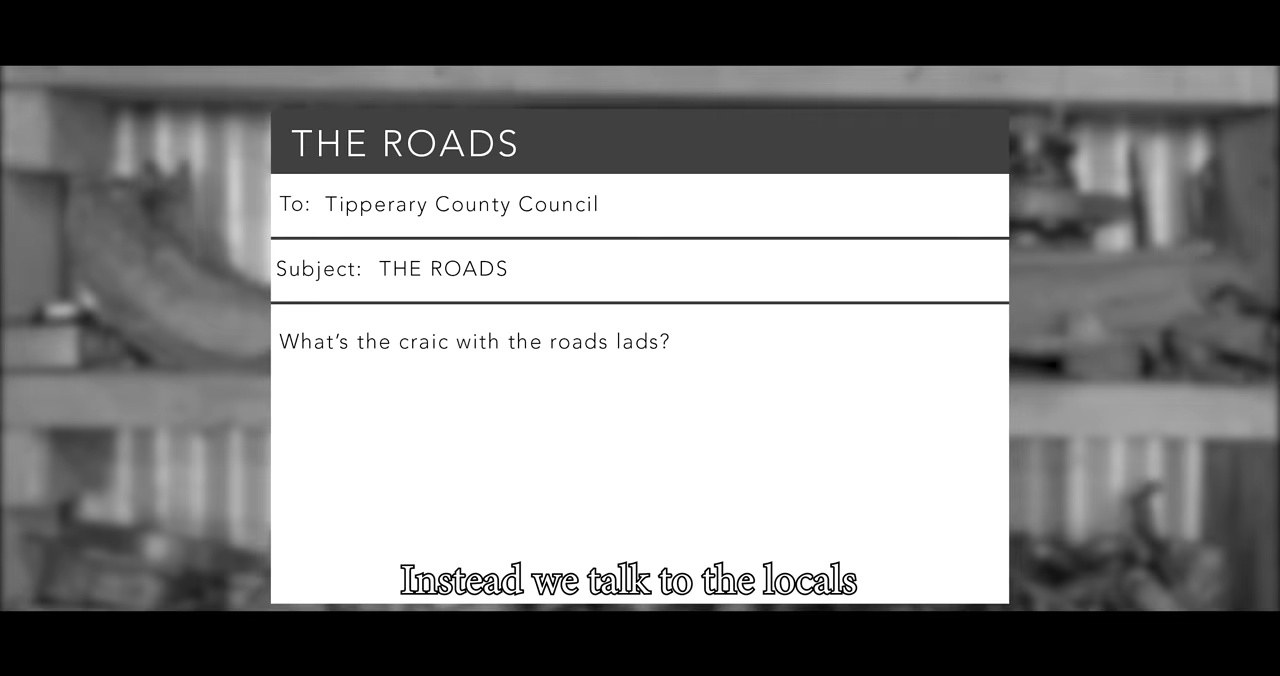 THE ROADS
To: Tipperary County Council
Subject: THE ROADS
What's the craic with the roads lads?
Instead we talk to the locals